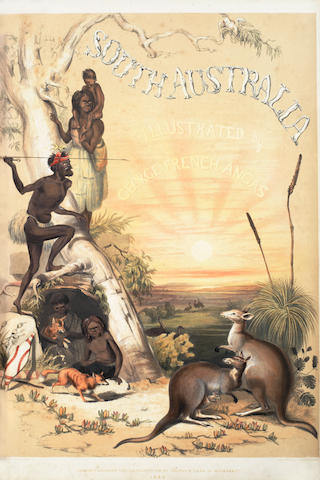 SOUTH AUSTRALIA
ILLUSTRATED BY
GEORGE FRENCH ANGAS